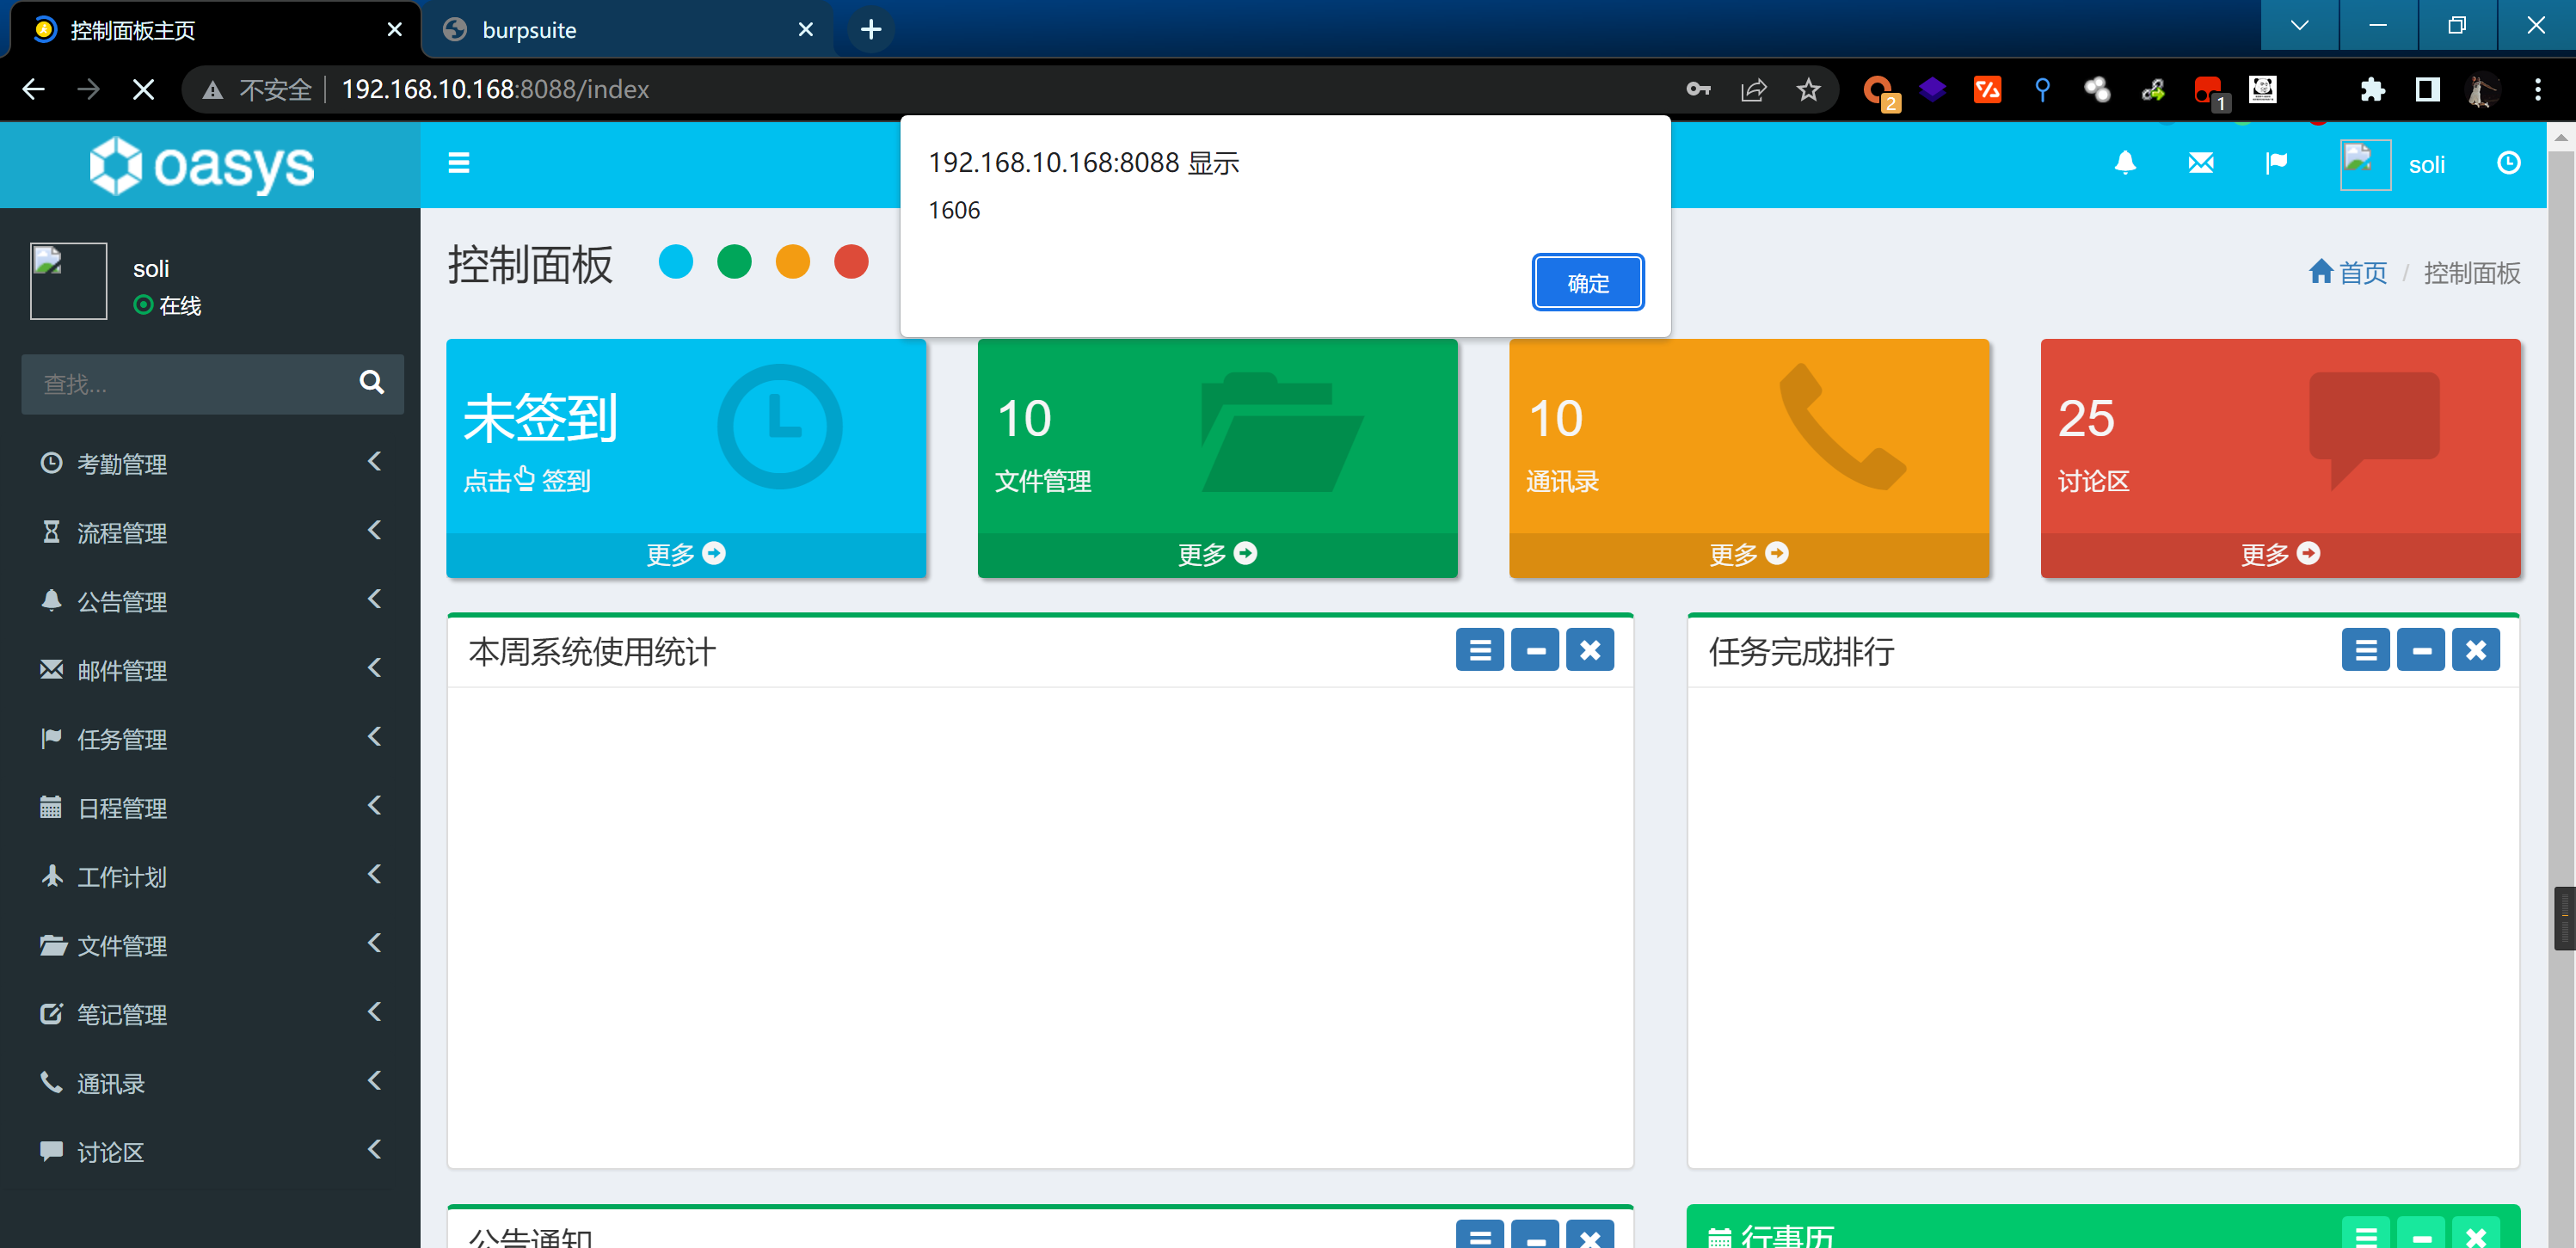 控制面板主页
burpsuite
不安全 192.168.10.168:8088/index
2
1
oasys
soli
192.168.10.168:8088 显示
1606
确定
soli
在线
控制面板
首页 / 控制面板
查找...
考勤管理
流程管理
公告管理
邮件管理
任务管理
日程管理
工作计划
文件管理
笔记管理
通讯录
讨论区
未签到
点击 签到
更多
10
文件管理
更多
10
通讯录
更多
25
讨论区
更多
本周系统使用统计
任务完成排行
公告通知
行事历